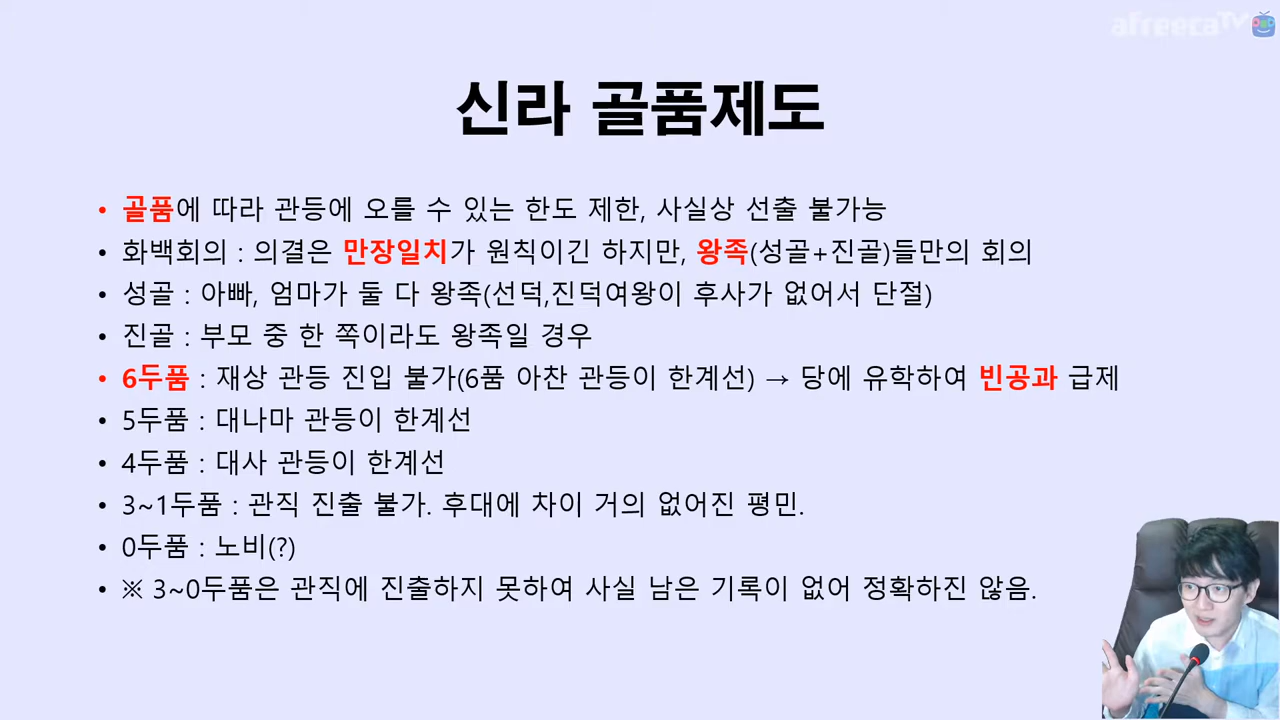 afreecaTV
신라 골품제도
• 골품에 따라 관등에 오를 수 있는 한도 제한, 사실상 선출 불가능
• 화백회의 : 의결은 만장일치가 원칙이긴 하지만, 왕족(성골+진골)들만의 회의
• 성골 : 아빠, 엄마가 둘 다 왕족(선덕,진덕여왕이 후사가 없어서 단절)
• 진골 : 부모 중 한 쪽이라도 왕족일 경우
• 6두품 : 재상 관등 진입 불가(6품 아찬 관등이 한계선) → 당에 유학하여 빈공과 급제
• 5두품 : 대나마 관등이 한계선
• 4두품 : 대사 관등이 한계선
• 3~1두품 : 관직 진출 불가. 후대에 차이 거의 없어진 평민.
• 0두품 : 노비(?)
• ※ 3~0두품은 관직에 진출하지 못하여 사실 남은 기록이 없어 정확하진 않음.